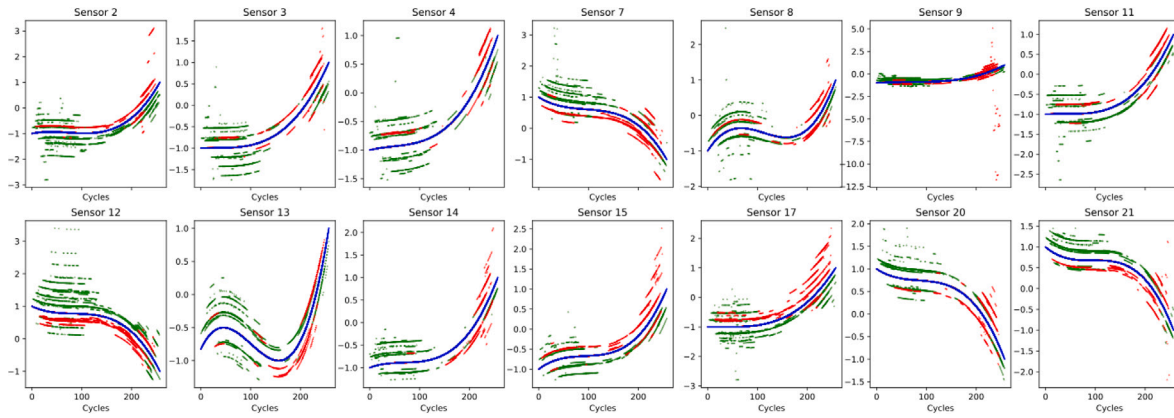 Sensor 2 Sensor 3 Sensor 4 Sensor 7 Sensor 8 Sensor 9 Sensor 11
3 2 1 0 −1 −2 −3
1.5 1.0 0.5 0.0 −0.5 −1.0 −1.5
1.0 0.5 0.0 −0.5 −1.0 −1.5
3 2 1 0 −1
4 3 2 1 0 −1 −2
5.0 2.5 0.0 −2.5 −5.0 −7.5 −10.0 −12.5
1.0 0.5 0.0 −0.5 −1.0 −1.5 −2.0 −2.5
Cycles Cycles Cycles Cycles Cycles Cycles Cycles
Sensor 12 Sensor 13 Sensor 14 Sensor 15 Sensor 17 Sensor 20 Sensor 21
3 2 1 0 −1
1.0 0.5 0.0 −0.5 −1.0
2.0 1.5 1.0 0.5 0.0 −0.5 −1.0
2.5 2.0 1.5 1.0 0.5 0.0 −0.5 −1.0
2 1 0 −1 −2 −3
2.0 1.5 1.0 0.5 0.0 −0.5 −1.0 −1.5
1.5 1.0 0.5 0.0 −0.5 −1.0 −1.5 −2.0
0 100 200 0 100 200 0 100 200 0 100 200 0 100 200 0 100 200 0 100 200
Cycles Cycles Cycles Cycles Cycles Cycles Cycles